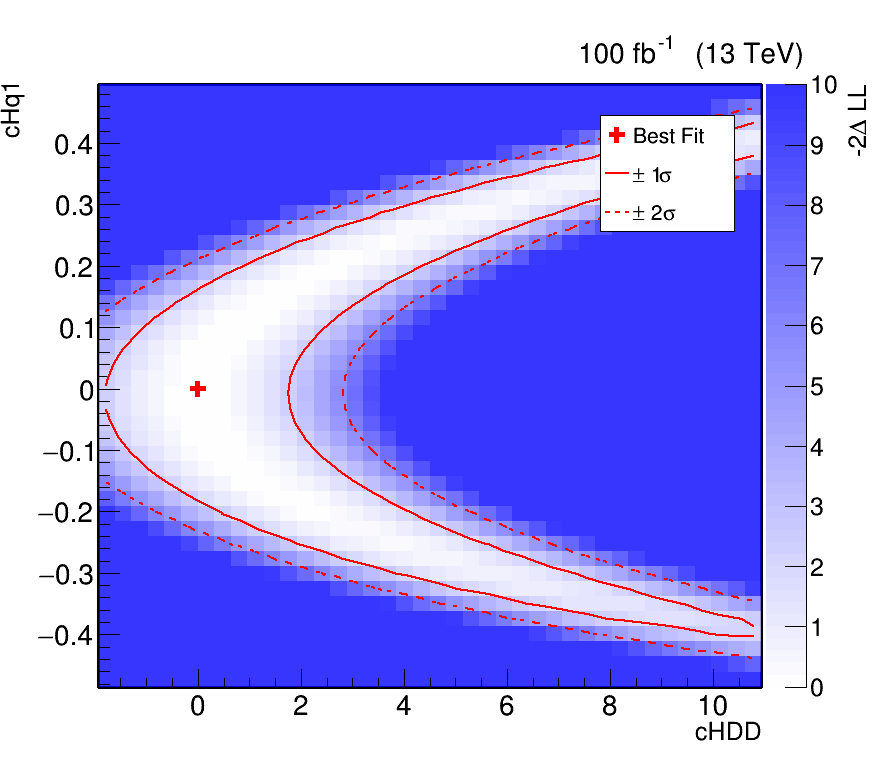 100 fb⁻¹ (13 TeV)
cHq1
0.4
0.3
0.2
0.1
0
−0.1
−0.2
−0.3
−0.4
Best Fit
± 1σ
± 2σ
0 2 4 6 8 10
cHDD
10
9
8
7
6
5
4
3
2
1
0
-2Δ LL